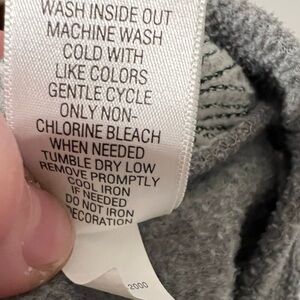 WASH INSIDE OUT
MACHINE WASH
COLD WITH
LIKE COLORS
GENTLE CYCLE
ONLY NON-
CHLORINE BLEACH
WHEN NEEDED
TUMBLE DRY LOW
REMOVE PROMPTLY
COOL IRON
IF NEEDED
DO NOT IRON
DECORATION
2000